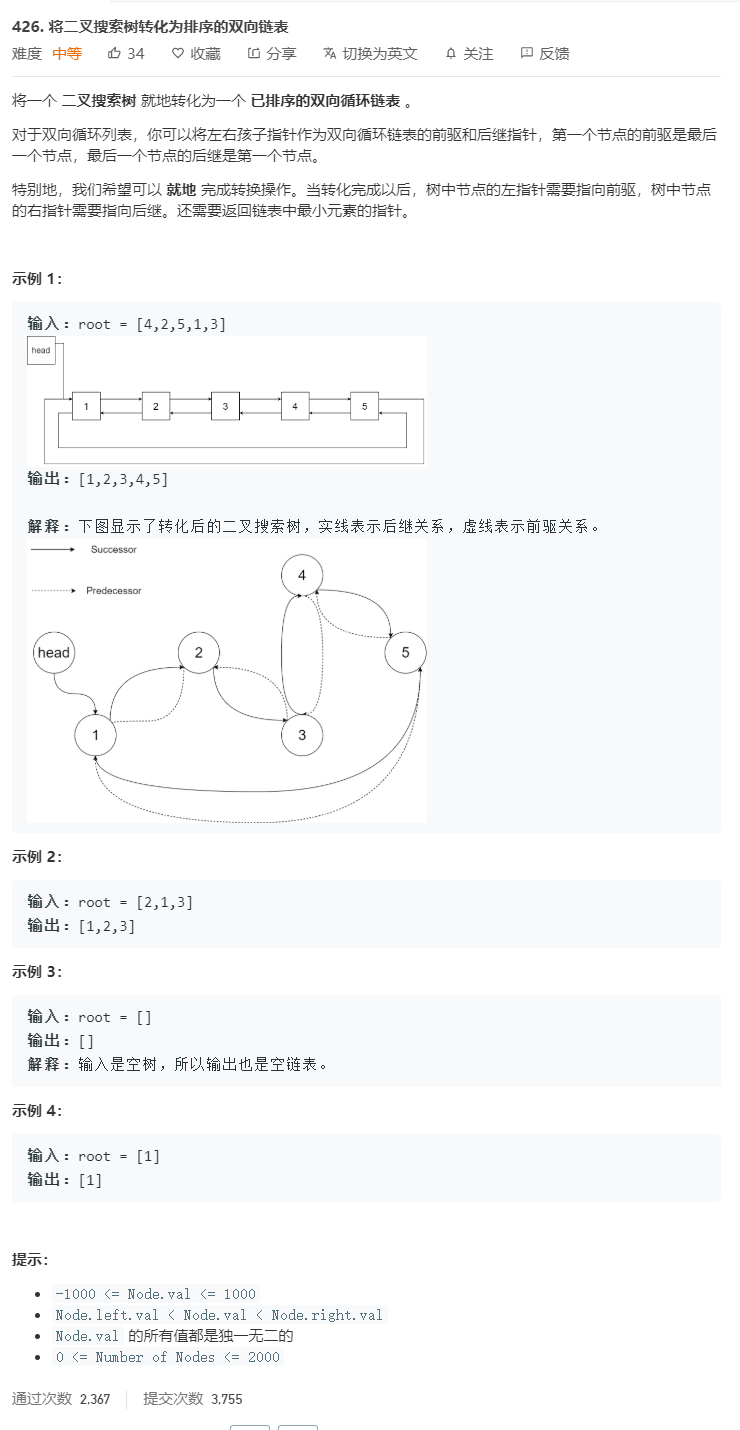 426. 将二叉搜索树转化为排序的双向链表
难度 中等 34 收藏 分享 切换为英文 关注 反馈
将一个 二叉搜索树 就地转化为一个 已排序的双向循环链表 。
对于双向循环列表，你可以将左右孩子指针作为双向循环链表的前驱和后继指针，第一个节点的前驱是最后
一个节点，最后一个节点的后继是第一个节点。
特别地，我们希望可以 就地 完成转换操作。当转化完成以后，树中节点的左指针需要指向前驱，树中节点
的右指针需要指向后继。还需要返回链表中最小元素的指针。
示例 1：
输入：root = [4,2,5,1,3]
head
1 2 3 4 5
输出：[1,2,3,4,5]
解释：下图显示了转化后的二叉搜索树，实线表示后继关系，虚线表示前驱关系。
Successor
4
Predecessor
head 2 5
1 3
示例 2：
输入：root = [2,1,3]
输出：[1,2,3]
示例 3：
输入：root = []
输出：[]
解释：输入是空树，所以输出也是空链表。
示例 4：
输入：root = [1]
输出：[1]
提示：
-1000 <= Node.val <= 1000
Node.left.val < Node.val < Node.right.val
Node.val 的所有值都是独一无二的
0 <= Number of Nodes <= 2000
通过次数 2,367 提交次数 3,755